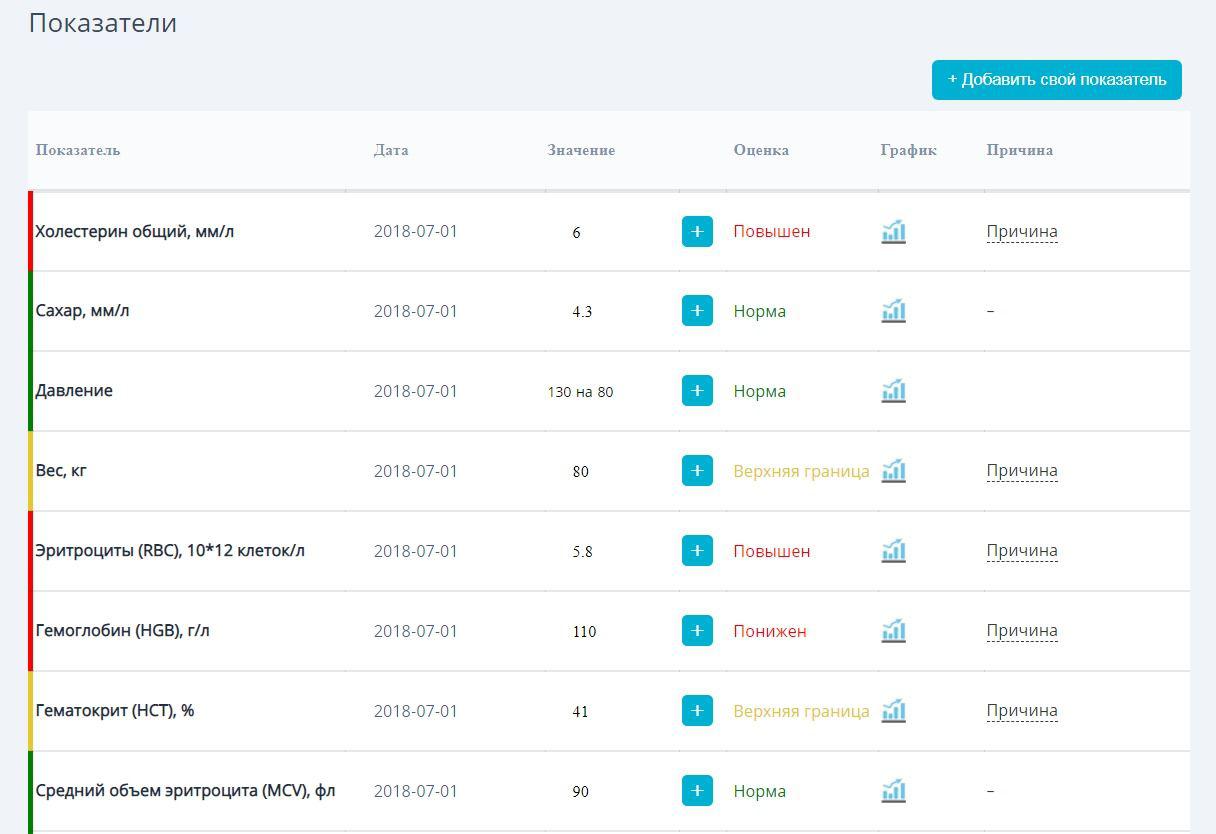 Показатели
+ Добавить свой показатель
Показатель Дата Значение Оценка График Причина
Холестерин общий, мм/л 2018-07-01 6 + Повышен Причина
Сахар, мм/л 2018-07-01 4.3 + Норма –
Давление 2018-07-01 130 на 80 + Норма
Вес, кг 2018-07-01 80 + Верхняя граница Причина
Эритроциты (RBC), 10*12 клеток/л 2018-07-01 5.8 + Повышен Причина
Гемоглобин (HGB), г/л 2018-07-01 110 + Понижен Причина
Гематокрит (HCT), % 2018-07-01 41 + Верхняя граница Причина
Средний объем эритроцита (MCV), фл 2018-07-01 90 + Норма –